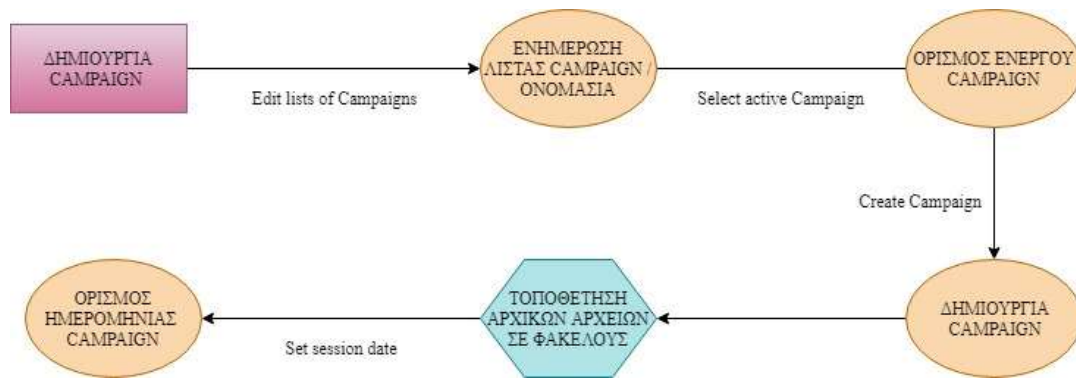 ΔΗΜΙΟΥΡΓΙΑ
CAMPAIGN
Edit lists of Campaigns
ΕΝΗΜΕΡΩΣΗ
ΛΙΣΤΑΣ CAMPAIGN /
ΟΝΟΜΑΣΙΑ
Select active Campaign
ΟΡΙΣΜΟΣ ΕΝΕΡΓΟΥ
CAMPAIGN
Create Campaign
ΔΗΜΙΟΥΡΓΙΑ
CAMPAIGN
ΤΟΠΟΘΕΤΗΣΗ
ΑΡΧΙΚΩΝ ΑΡΧΕΙΩΝ
ΣΕ ΦΑΚΕΛΟΥΣ
Set session date
ΟΡΙΣΜΟΣ
ΗΜΕΡΟΜΗΝΙΑΣ
CAMPAIGN